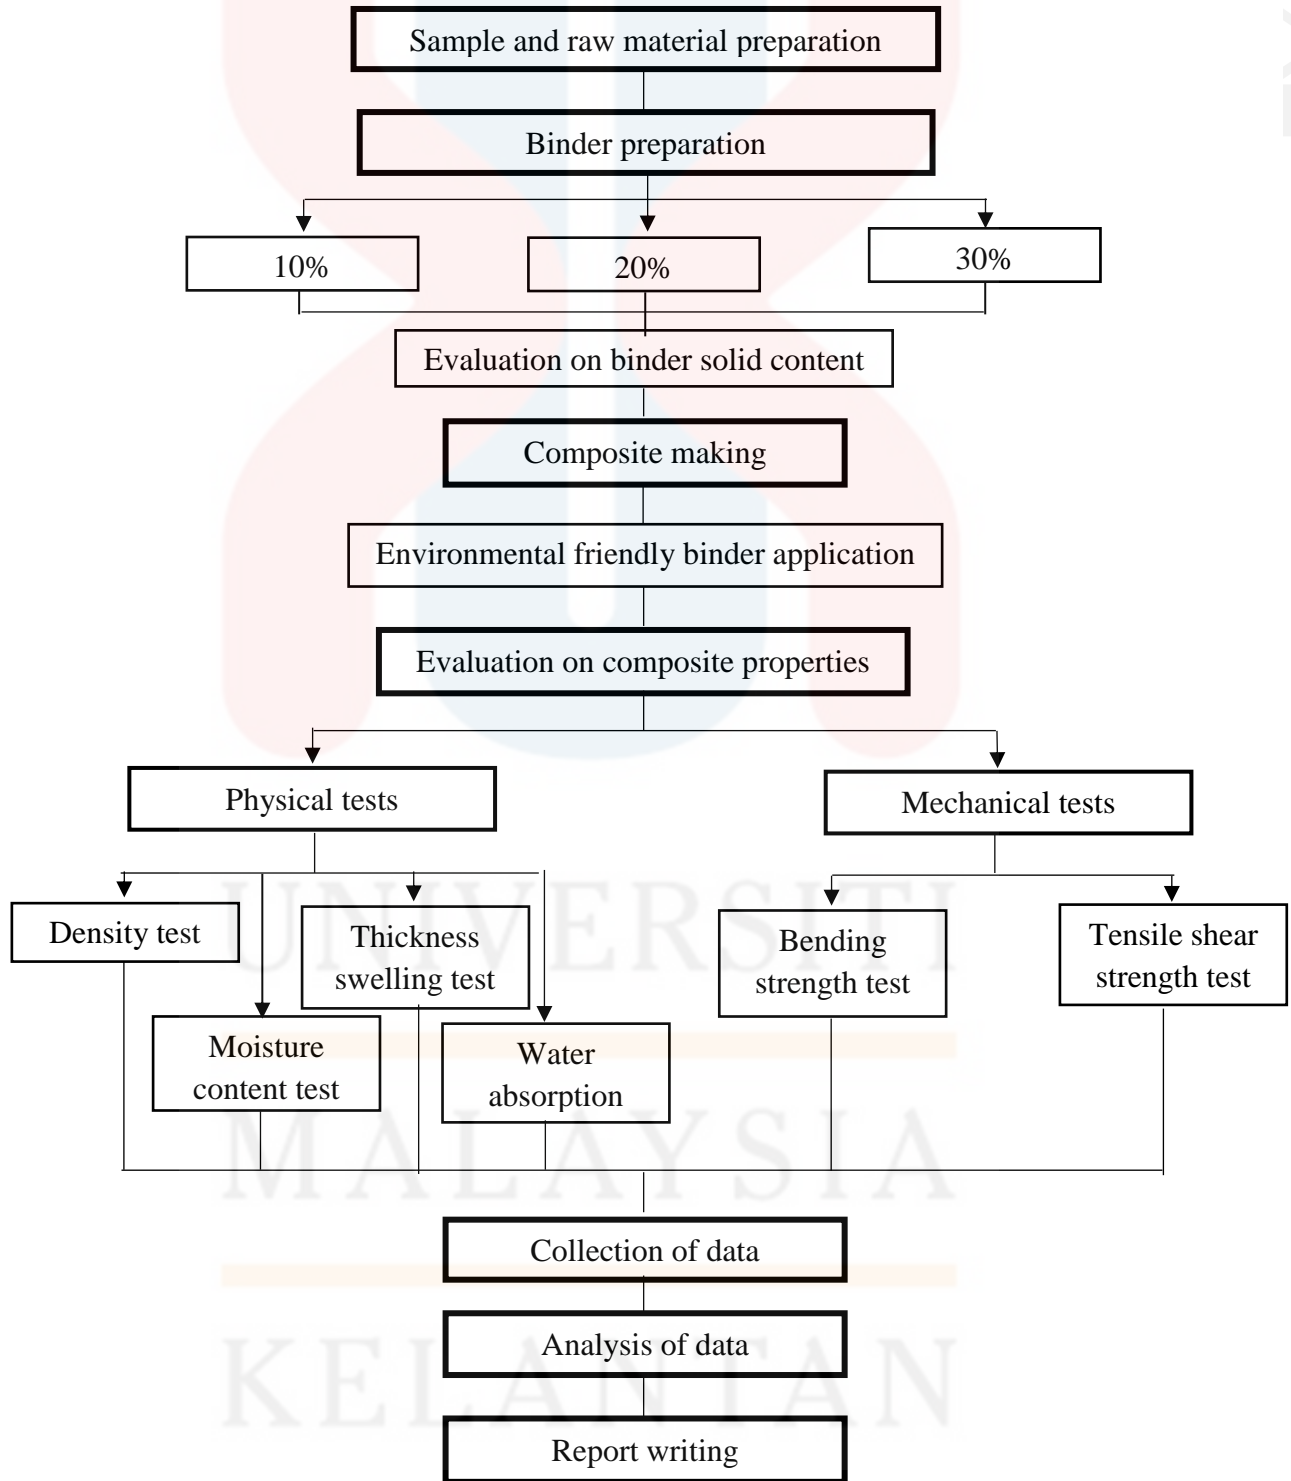 Sample and raw material preparation
Binder preparation
10%
20%
30%
Evaluation on binder solid content
Composite making
Environmental friendly binder application
Evaluation on composite properties
Physical tests
Mechanical tests
Density test
Thickness
swelling test
Bending
strength test
Tensile shear
strength test
Moisture
content test
Water
absorption
Collection of data
Analysis of data
Report writing
UNIVERSITI
MALAYSIA
KELANTAN